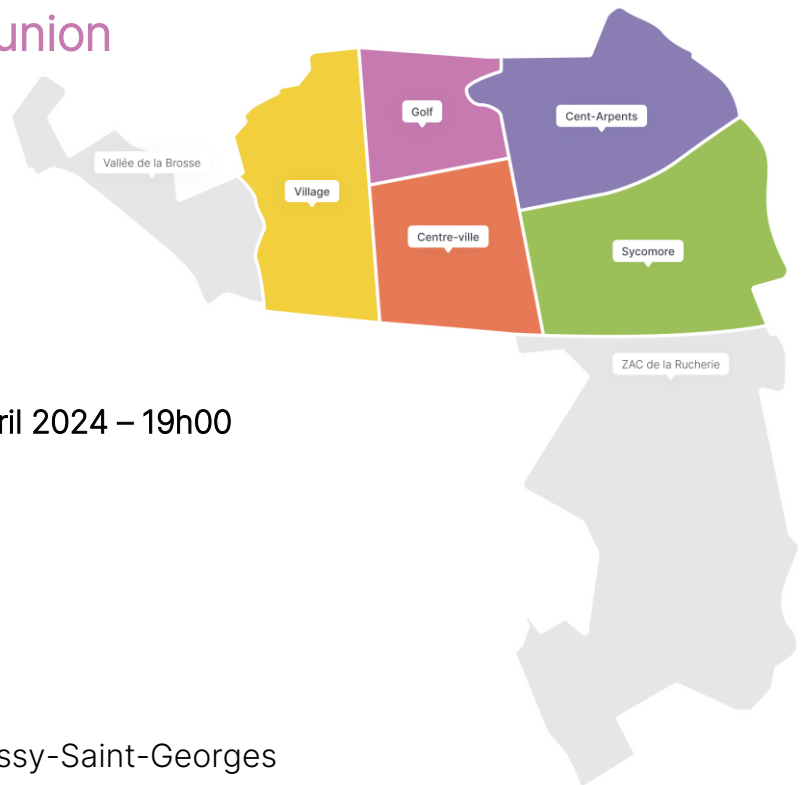 union
Golf
Cent-Arpents
Vallée de la Brosse
Village
Centre-ville
Sycomore
ZAC de la Rucherie
ril 2024 – 19h00
ssy-Saint-Georges